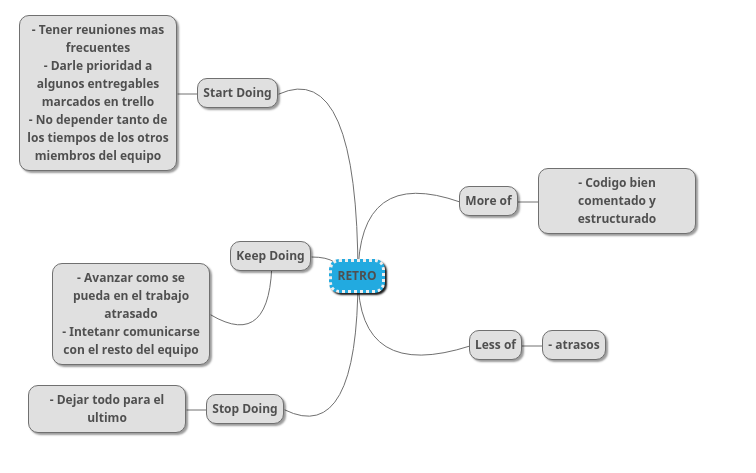 - Tener reuniones mas
frecuentes
- Darle prioridad a
algunos entregables
marcados en trello
- No depender tanto de
los tiempos de los otros
miembros del equipo
Start Doing
More of
- Codigo bien
comentado y
estructurado
Keep Doing
RETRO
- Avanzar como se
pueda en el trabajo
atrasado
- Intetanr comunicarse
con el resto del equipo
Less of
- atrasos
- Dejar todo para el
ultimo
Stop Doing